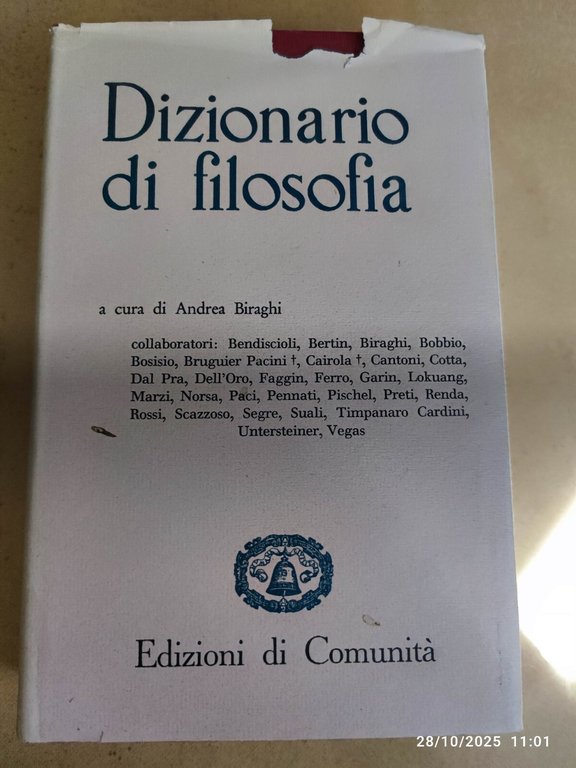 Dizionario
di filosofia
a cura di Andrea Biraghi
collaboratori: Bendiscioli, Bertin, Biraghi, Bobbio,
Bosisio, Bruguier Pacini †, Cairola †, Cantoni, Cotta,
Dal Pra, Dell'Oro, Faggin, Ferro, Garin, Lokuang,
Marzi, Norsa, Paci, Pennati, Pischel, Preti, Renda,
Rossi, Scazzoso, Segre, Suali, Timpanaro Cardini,
Untersteiner, Vegas
Edizioni di Comunità
28/10/2025 11:01